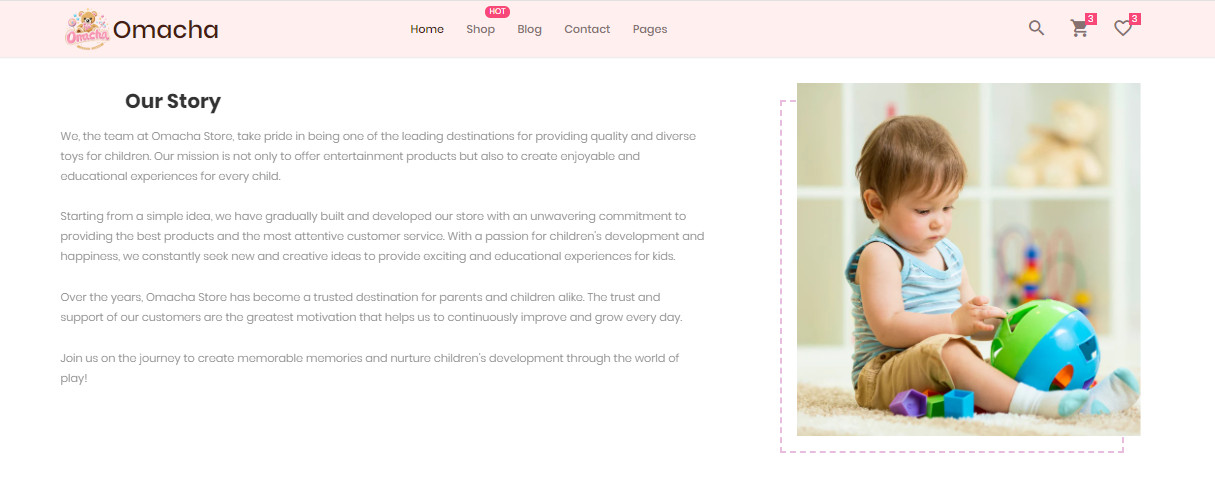 Omacha
Omacha
Home
HOT
Shop
Blog
Contact
Pages
3
3
Our Story
We, the team at Omacha Store, take pride in being one of the leading destinations for providing quality and diverse
toys for children. Our mission is not only to offer entertainment products but also to create enjoyable and
educational experiences for every child.
Starting from a simple idea, we have gradually built and developed our store with an unwavering commitment to
providing the best products and the most attentive customer service. With a passion for children's development and
happiness, we constantly seek new and creative ideas to provide exciting and educational experiences for kids.
Over the years, Omacha Store has become a trusted destination for parents and children alike. The trust and
support of our customers are the greatest motivation that helps us to continuously improve and grow every day.
Join us on the journey to create memorable memories and nurture children's development through the world of
play!